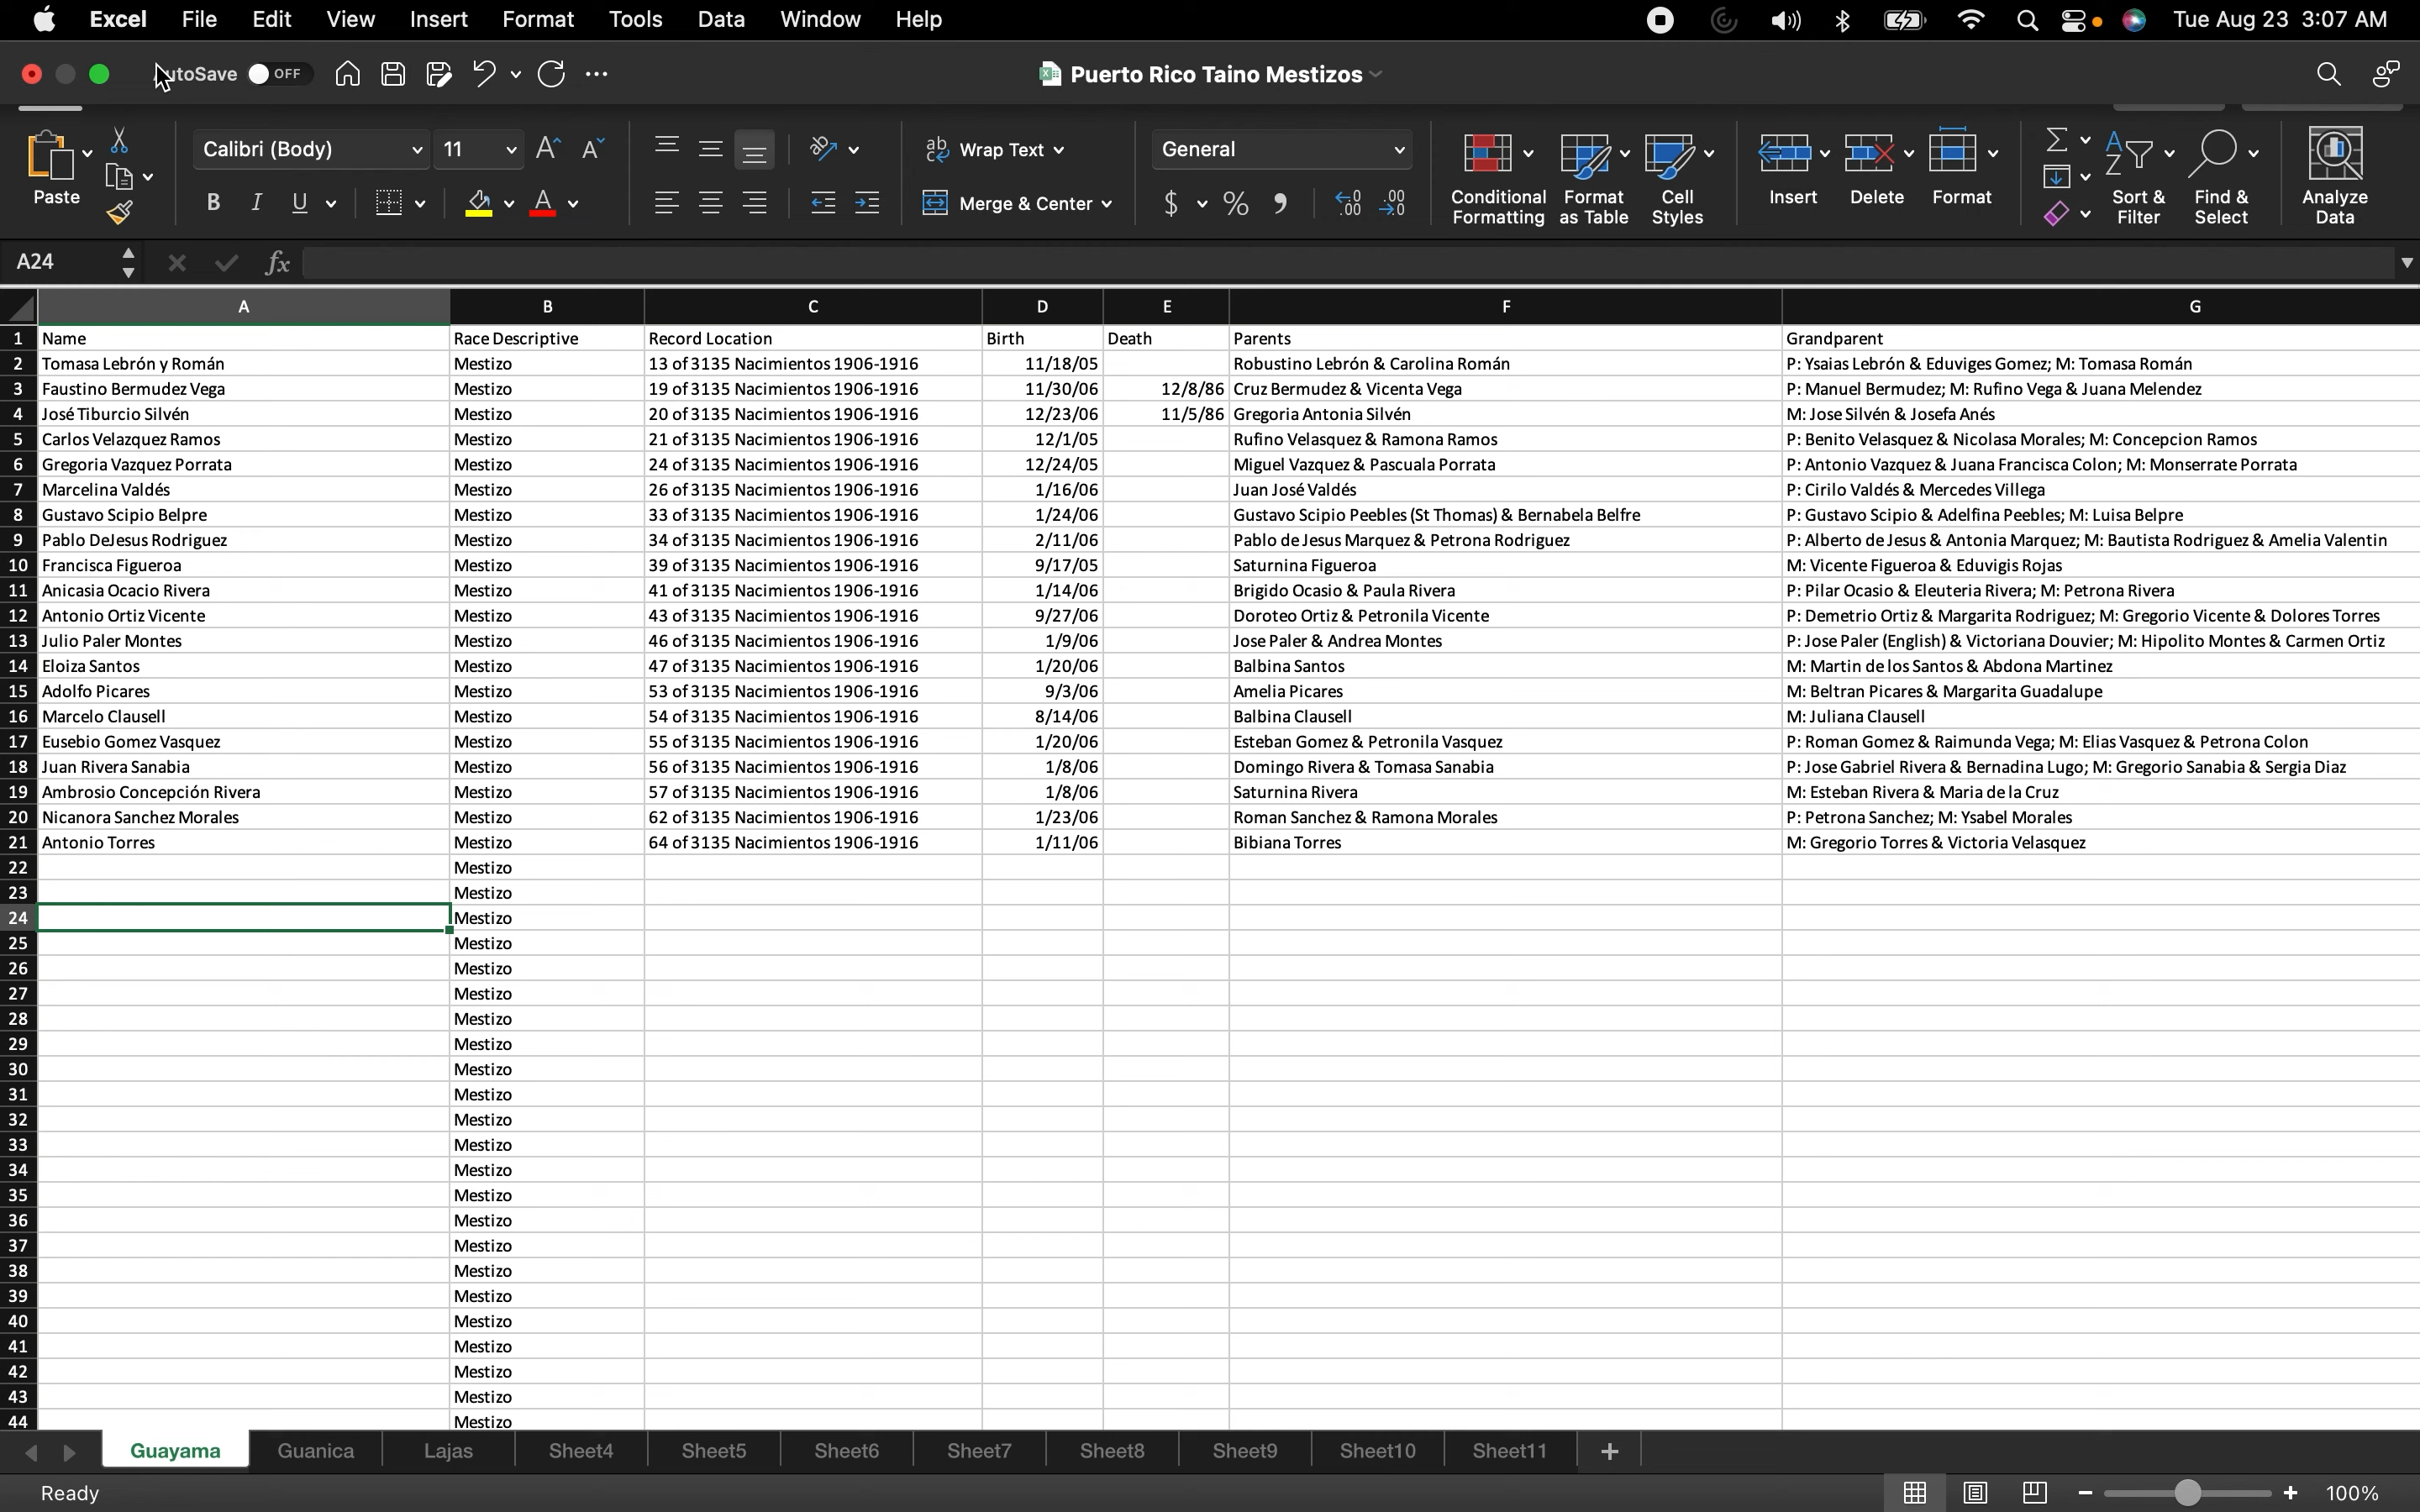 Excel File Edit View Insert Format Tools Data Window Help Tue Aug 23 3:07 AM
utoSave OFF Puerto Rico Taino Mestizos
Paste Calibri (Body) 11 Wrap Text General Conditional Formatting Format as Table Cell Styles Insert Delete Format Sort & Filter Find & Select Analyze Data
B I U Merge & Center $ %
A24 fx
A B C D E F G
1 Name Race Descriptive Record Location Birth Death Parents Grandparent
2 Tomasa Lebrón y Román Mestizo 13 of 3135 Nacimientos 1906-1916 11/18/05 Robustino Lebrón & Carolina Román P: Ysaias Lebrón & Eduviges Gomez; M: Tomasa Román
3 Faustino Bermudez Vega Mestizo 19 of 3135 Nacimientos 1906-1916 11/30/06 12/8/86 Cruz Bermudez & Vicenta Vega P: Manuel Bermudez; M: Rufino Vega & Juana Melendez
4 José Tiburcio Silvén Mestizo 20 of 3135 Nacimientos 1906-1916 12/23/06 11/5/86 Gregoria Antonia Silvén M: Jose Silvén & Josefa Anés
5 Carlos Velazquez Ramos Mestizo 21 of 3135 Nacimientos 1906-1916 12/1/05 Rufino Velasquez & Ramona Ramos P: Benito Velasquez & Nicolasa Morales; M: Concepcion Ramos
6 Gregoria Vazquez Porrata Mestizo 24 of 3135 Nacimientos 1906-1916 12/24/05 Miguel Vazquez & Pascuala Porrata P: Antonio Vazquez & Juana Francisca Colon; M: Monserrate Porrata
7 Marcelina Valdés Mestizo 26 of 3135 Nacimientos 1906-1916 1/16/06 Juan José Valdés P: Cirilo Valdés & Mercedes Villega
8 Gustavo Scipio Belpre Mestizo 33 of 3135 Nacimientos 1906-1916 1/24/06 Gustavo Scipio Peebles (St Thomas) & Bernabela Belfre P: Gustavo Scipio & Adelfina Peebles; M: Luisa Belpre
9 Pablo DeJesus Rodriguez Mestizo 34 of 3135 Nacimientos 1906-1916 2/11/06 Pablo de Jesus Marquez & Petrona Rodriguez P: Alberto de Jesus & Antonia Marquez; M: Bautista Rodriguez & Amelia Valentin
10 Francisca Figueroa Mestizo 39 of 3135 Nacimientos 1906-1916 9/17/05 Saturnina Figueroa M: Vicente Figueroa & Eduvigis Rojas
11 Anicasia Ocacio Rivera Mestizo 41 of 3135 Nacimientos 1906-1916 1/14/06 Brigido Ocasio & Paula Rivera P: Pilar Ocasio & Eleuteria Rivera; M: Petrona Rivera
12 Antonio Ortiz Vicente Mestizo 43 of 3135 Nacimientos 1906-1916 9/27/06 Doroteo Ortiz & Petronila Vicente P: Demetrio Ortiz & Margarita Rodriguez; M: Gregorio Vicente & Dolores Torres
13 Julio Paler Montes Mestizo 46 of 3135 Nacimientos 1906-1916 1/9/06 Jose Paler & Andrea Montes P: Jose Paler (English) & Victoriana Douvier; M: Hipolito Montes & Carmen Ortiz
14 Eloiza Santos Mestizo 47 of 3135 Nacimientos 1906-1916 1/20/06 Balbina Santos M: Martin de los Santos & Abdona Martinez
15 Adolfo Picares Mestizo 53 of 3135 Nacimientos 1906-1916 9/3/06 Amelia Picares M: Beltran Picares & Margarita Guadalupe
16 Marcelo Clausell Mestizo 54 of 3135 Nacimientos 1906-1916 8/14/06 Balbina Clausell M: Juliana Clausell
17 Eusebio Gomez Vasquez Mestizo 55 of 3135 Nacimientos 1906-1916 1/20/06 Esteban Gomez & Petronila Vasquez P: Roman Gomez & Raimunda Vega; M: Elias Vasquez & Petrona Colon
18 Juan Rivera Sanabia Mestizo 56 of 3135 Nacimientos 1906-1916 1/8/06 Domingo Rivera & Tomasa Sanabia P: Jose Gabriel Rivera & Bernadina Lugo; M: Gregorio Sanabia & Sergia Diaz
19 Ambrosio Concepción Rivera Mestizo 57 of 3135 Nacimientos 1906-1916 1/8/06 Saturnina Rivera M: Esteban Rivera & Maria de la Cruz
20 Nicanora Sanchez Morales Mestizo 62 of 3135 Nacimientos 1906-1916 1/23/06 Roman Sanchez & Ramona Morales P: Petrona Sanchez; M: Ysabel Morales
21 Antonio Torres Mestizo 64 of 3135 Nacimientos 1906-1916 1/11/06 Bibiana Torres M: Gregorio Torres & Victoria Velasquez
22 Mestizo
23 Mestizo
24 Mestizo
25 Mestizo
26 Mestizo
27 Mestizo
28 Mestizo
29 Mestizo
30 Mestizo
31 Mestizo
32 Mestizo
33 Mestizo
34 Mestizo
35 Mestizo
36 Mestizo
37 Mestizo
38 Mestizo
39 Mestizo
40 Mestizo
41 Mestizo
42 Mestizo
43 Mestizo
44 Mestizo
Guayama Guanica Lajas Sheet4 Sheet5 Sheet6 Sheet7 Sheet8 Sheet9 Sheet10 Sheet11 +
Ready 100%